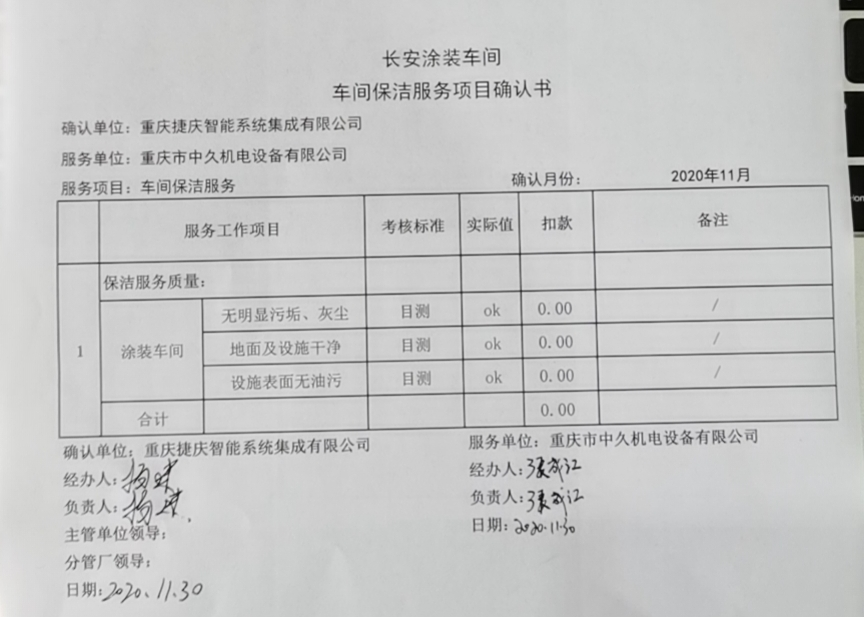 长安涂装车间
车间保洁服务项目确认书
确认单位：重庆捷庆智能系统集成有限公司
服务单位：重庆市中久机电设备有限公司
服务项目：车间保洁服务 确认月份： 2020年11月
服务工作项目 考核标准 实际值 扣款 备注
保洁服务质量：
无明显污垢、灰尘 目测 ok 0.00 /
1 涂装车间 地面及设施干净 目测 ok 0.00 /
设施表面无油污 目测 ok 0.00 /
合计 0.00
确认单位：重庆捷庆智能系统集成有限公司
经办人：
负责人：
主管单位领导：
分管厂领导：
日期：2020.11.30
服务单位：重庆市中久机电设备有限公司
经办人：
负责人：
日期：2020.11.30